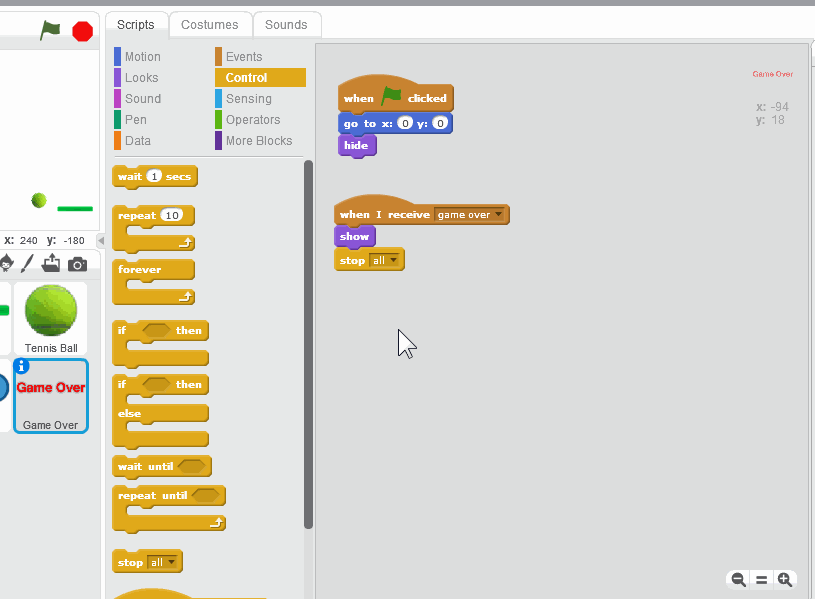 Scripts Costumes Sounds
Motion Events
Looks Control
Sound Sensing
Pen Operators
Data More Blocks
wait 1 secs
repeat 10
forever
if then
if then
else
wait until
repeat until
stop all
x: 240 y: -180
Tennis Ball
Game Over
Game Over
when clicked
go to x: 0 y: 0
hide
when I receive game over
show
stop all
Game Over
x: -94
y: 18